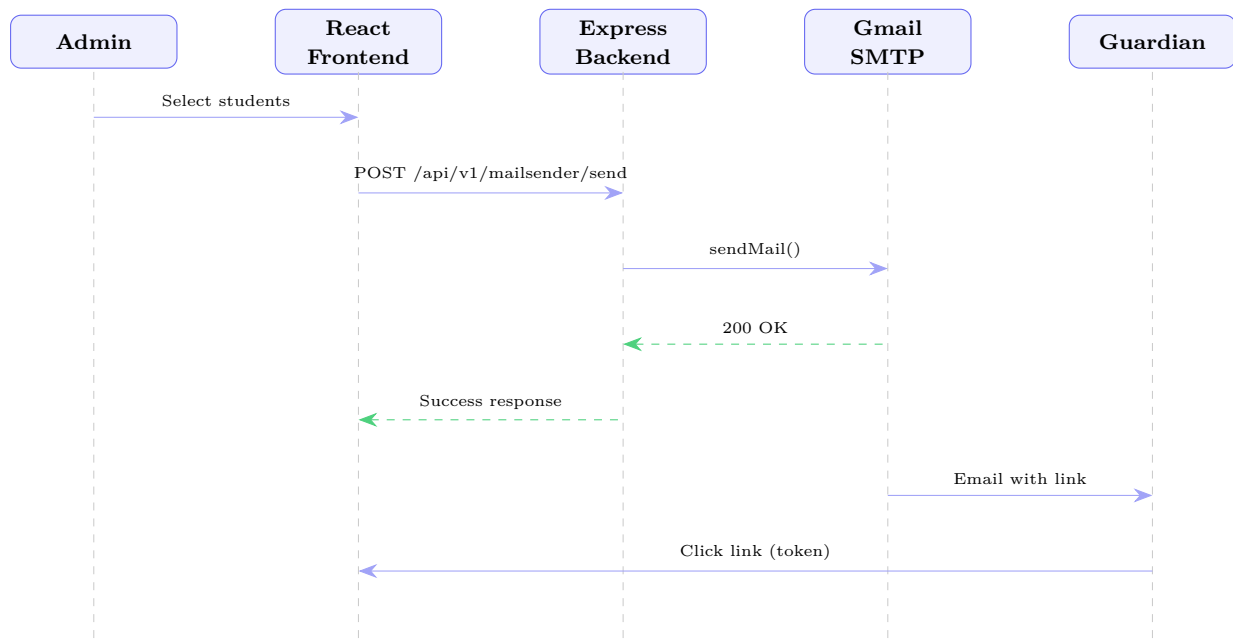 Admin
React
Frontend
Express
Backend
Gmail
SMTP
Guardian
Select students
POST /api/v1/mailsender/send
sendMail()
200 OK
Success response
Email with link
Click link (token)